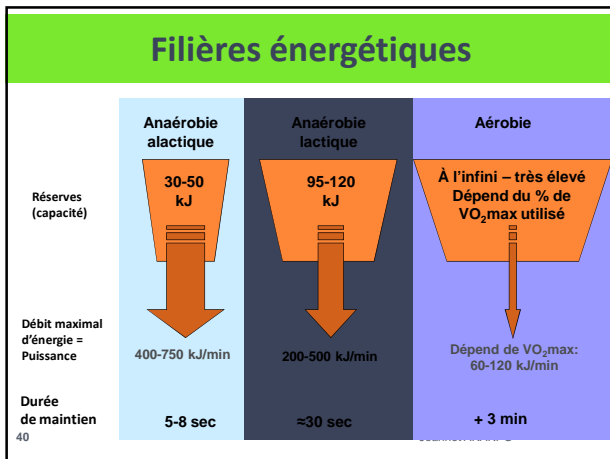 Filières énergétiques
Anaérobie
alactique
Anaérobie
lactique
Aérobie
Réserves
(capacité)
30-50
kJ
95-120
kJ
À l'infini – très élevé
Dépend du % de
VO₂max utilisé
Débit maximal
d'énergie =
Puissance
400-750 kJ/min
200-500 kJ/min
Dépend de VO₂max:
60-120 kJ/min
Durée
de maintien
5-8 sec
≈30 sec
+ 3 min
40